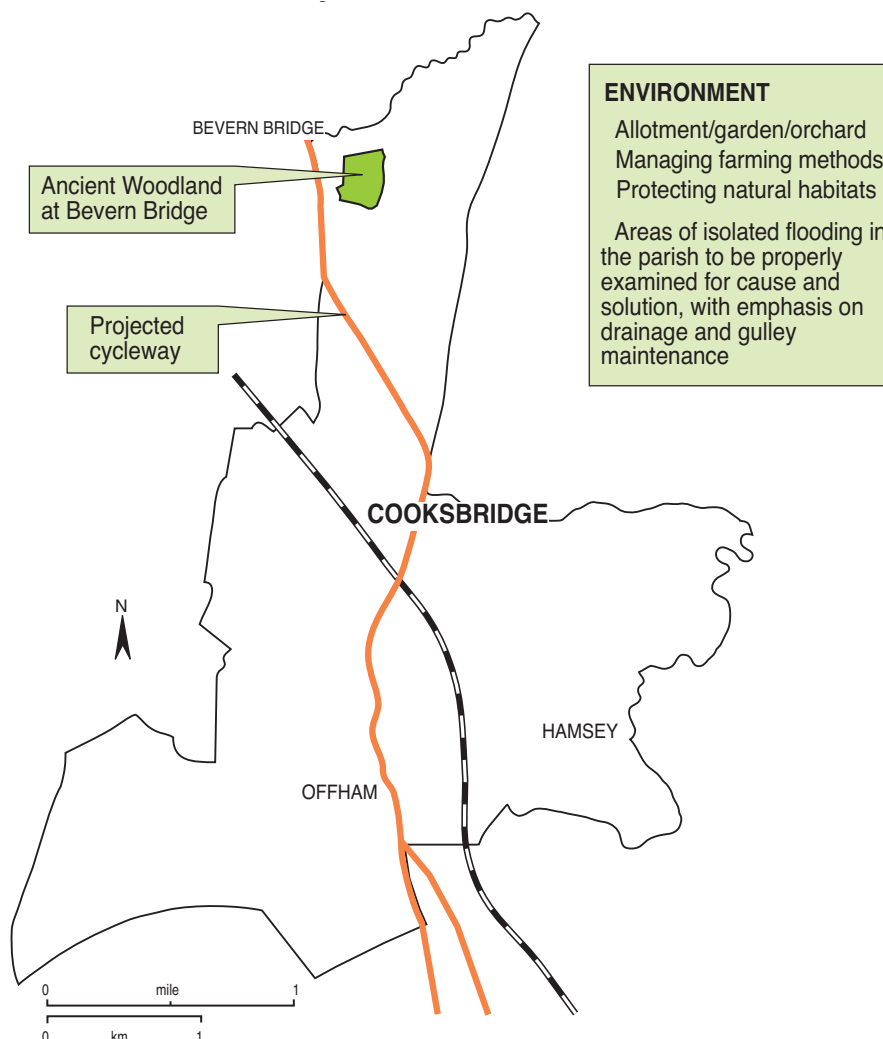 BEVERN BRIDGE
Ancient Woodland
at Bevern Bridge
Projected
cycleway
ENVIRONMENT
Allotment/garden/orchard
Managing farming methods
Protecting natural habitats
Areas of isolated flooding in
the parish to be properly
examined for cause and
solution, with emphasis on
drainage and gulley
maintenance
COOKSBRIDGE
N
HAMSEY
OFFHAM
0 mile 1
0 km 1